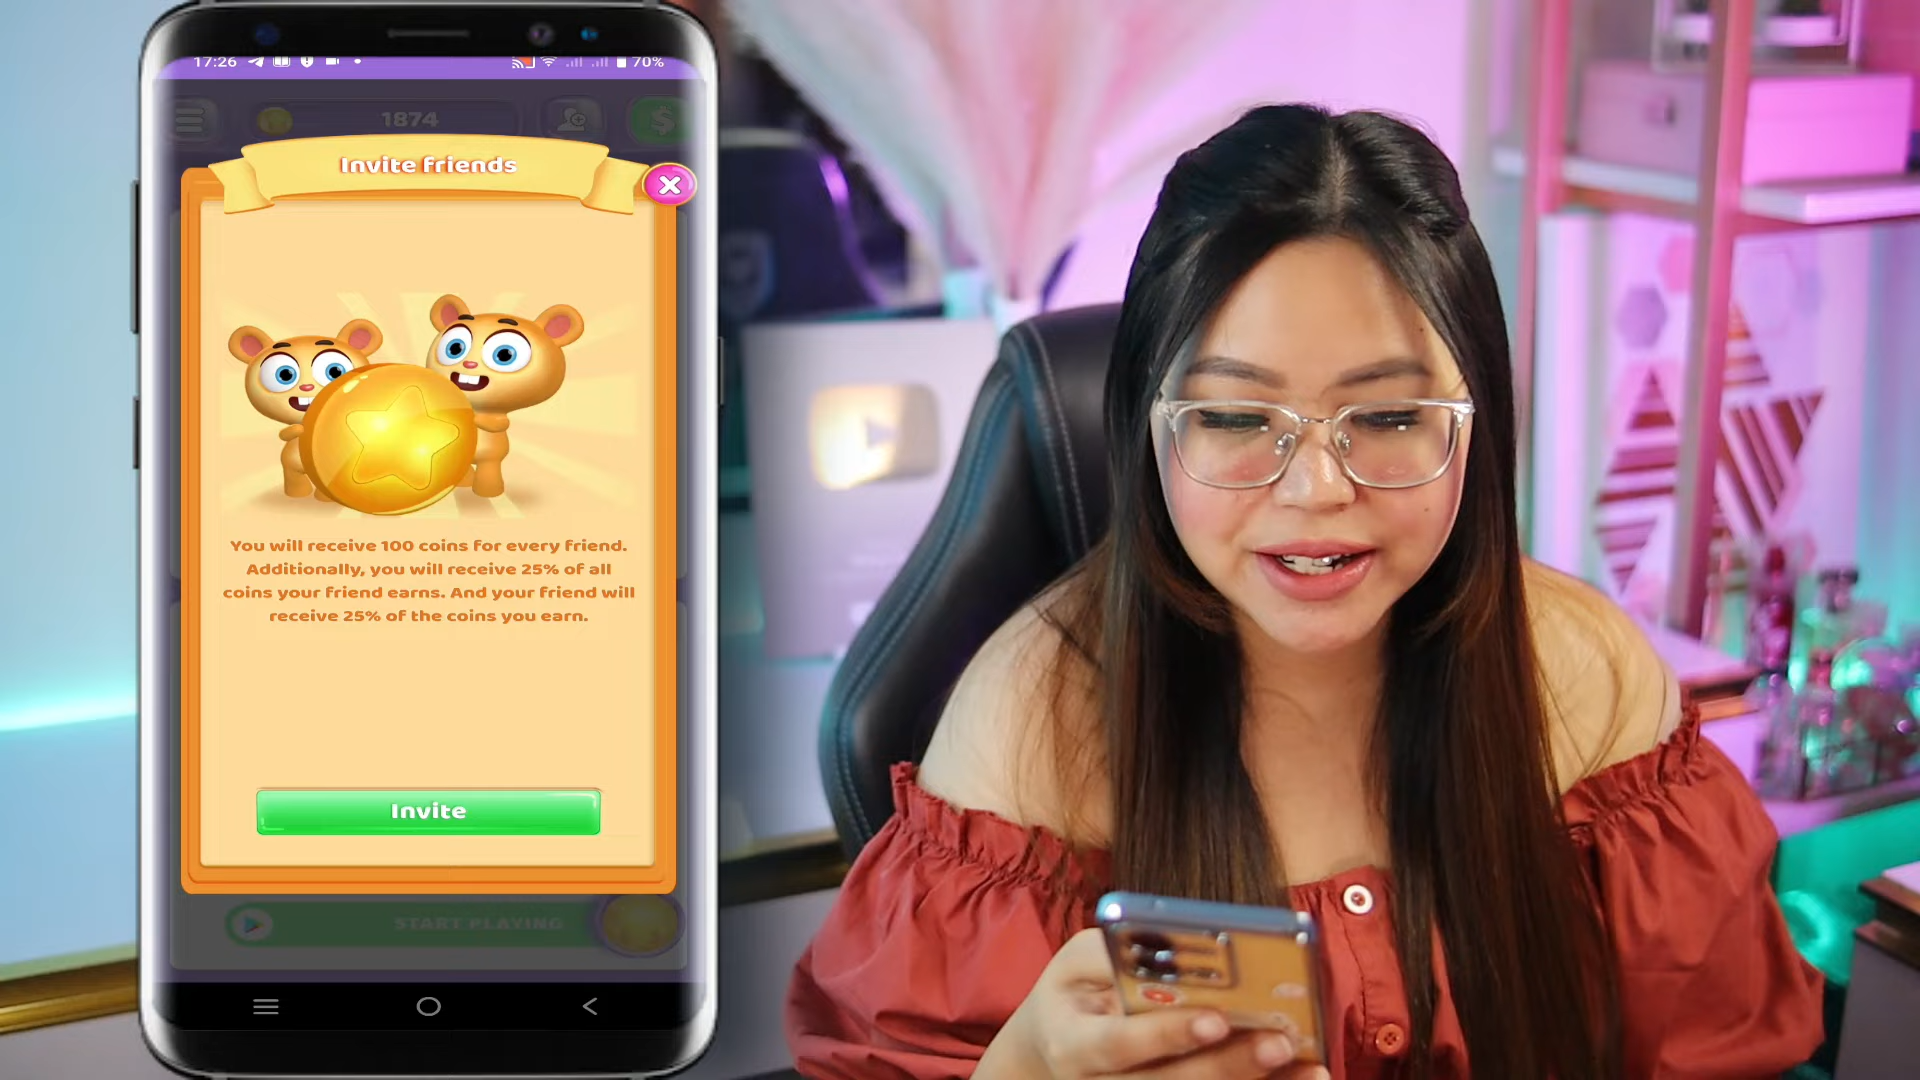 17:26
70%
1874
Invite friends
You will receive 100 coins for every friend.
Additionally, you will receive 25% of all
coins your friend earns. And your friend will
receive 25% of the coins you earn.
Invite
START PLAYING